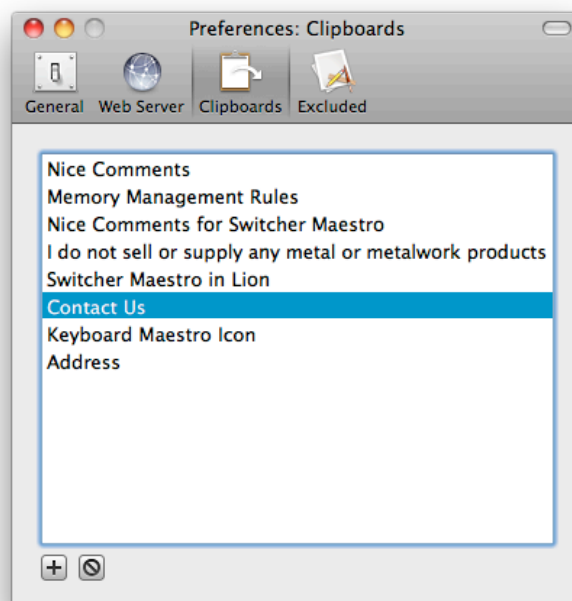 Preferences: Clipboards
General Web Server Clipboards Excluded
Nice Comments
Memory Management Rules
Nice Comments for Switcher Maestro
I do not sell or supply any metal or metalwork products
Switcher Maestro in Lion
Contact Us
Keyboard Maestro Icon
Address